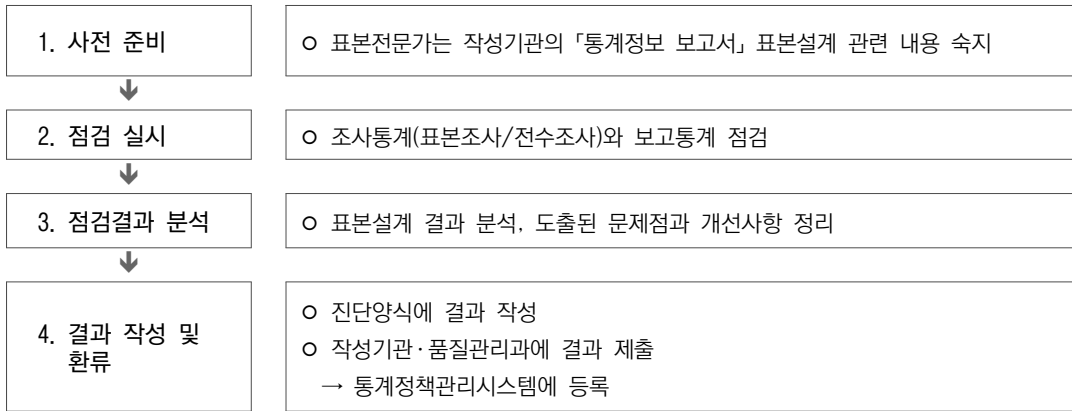 1. 사전 준비
○ 표본전문가는 작성기관의 「통계정보 보고서」 표본설계 관련 내용 숙지
2. 점검 실시
○ 조사통계(표본조사/전수조사)와 보고통계 점검
3. 점검결과 분석
○ 표본설계 결과 분석, 도출된 문제점과 개선사항 정리
4. 결과 작성 및
환류
○ 진단양식에 결과 작성
○ 작성기관·품질관리과에 결과 제출
→ 통계정책관리시스템에 등록